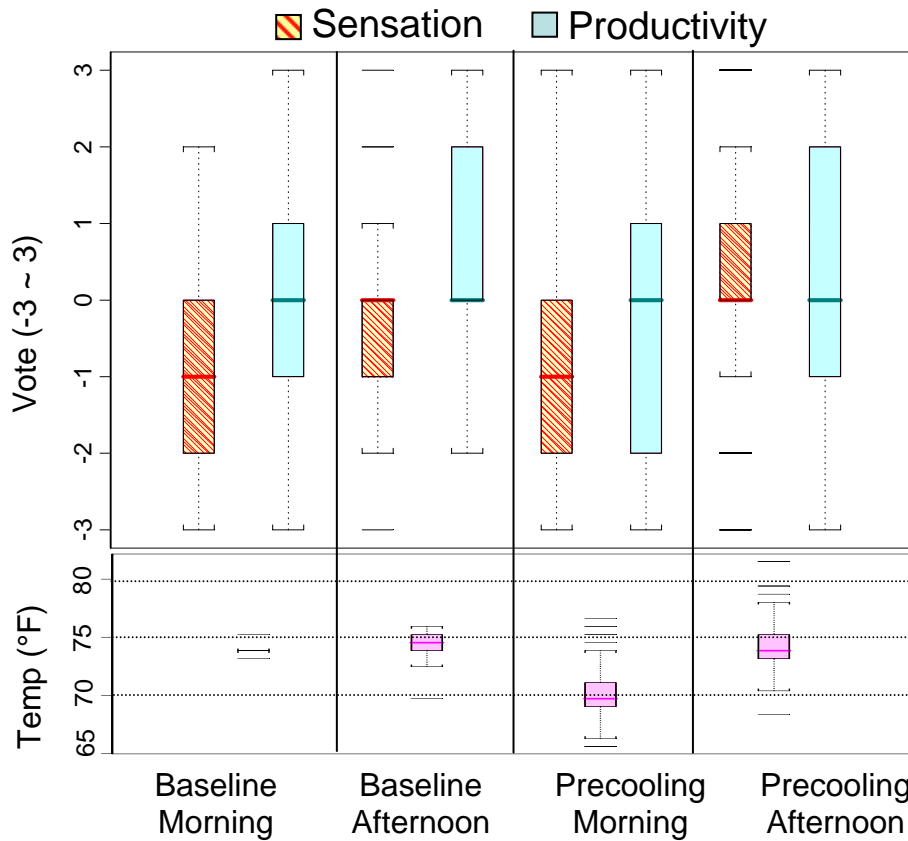 Sensation Productivity
Vote (-3 ~ 3)
3
2
1
0
-1
-2
-3
Temp (°F)
80
75
70
65
Baseline Morning
Baseline Afternoon
Precooling Morning
Precooling Afternoon